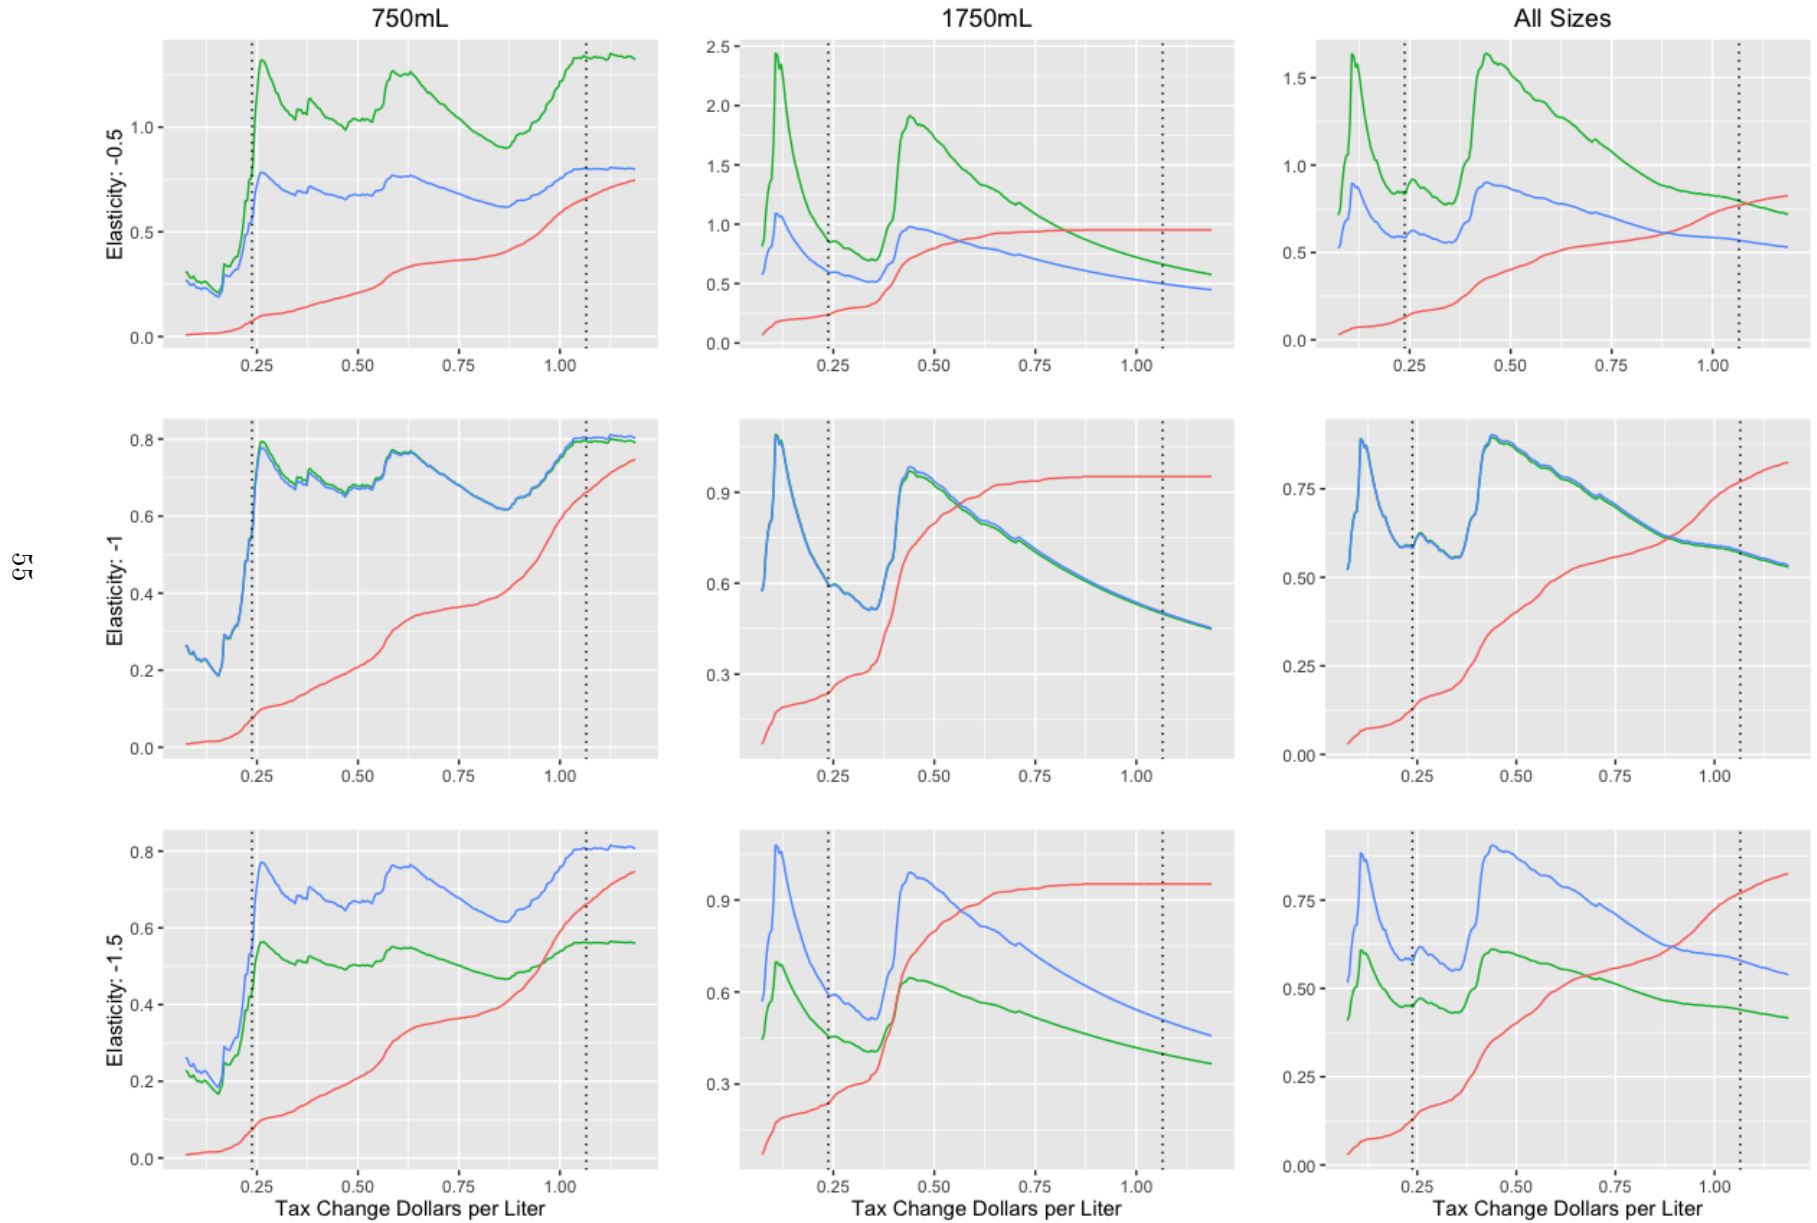 750mL
1750mL
All Sizes
Elasticity: -0.5
1.0
0.5
0.0
0.25 0.50 0.75 1.00
2.5
2.0
1.5
1.0
0.5
0.0
0.25 0.50 0.75 1.00
1.5
1.0
0.5
0.0
0.25 0.50 0.75 1.00
Elasticity: -1
0.8
0.6
0.4
0.2
0.0
0.25 0.50 0.75 1.00
0.9
0.6
0.3
0.25 0.50 0.75 1.00
0.75
0.50
0.25
0.00
0.25 0.50 0.75 1.00
55
Elasticity: -1.5
0.8
0.6
0.4
0.2
0.0
0.25 0.50 0.75 1.00
Tax Change Dollars per Liter
0.9
0.6
0.3
0.25 0.50 0.75 1.00
Tax Change Dollars per Liter
0.75
0.50
0.25
0.00
0.25 0.50 0.75 1.00
Tax Change Dollars per Liter